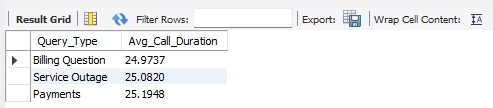 Result Grid Filter Rows: Export: Wrap Cell Content: IA
Query_Type Avg_Call_Duration
Billing Question 24.9737
Service Outage 25.0820
Payments 25.1948